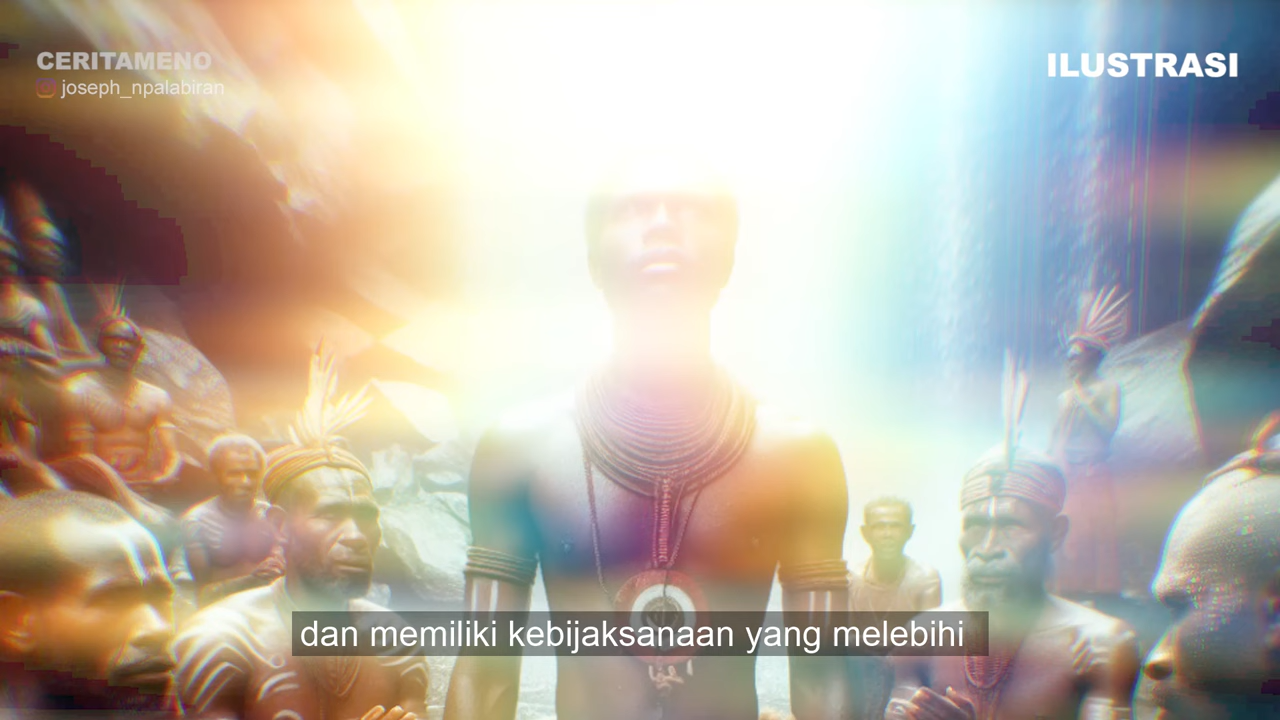 CERITAMENO
joseph_npalabiran
ILUSTRASI
dan memiliki kebijaksanaan yang melebihi